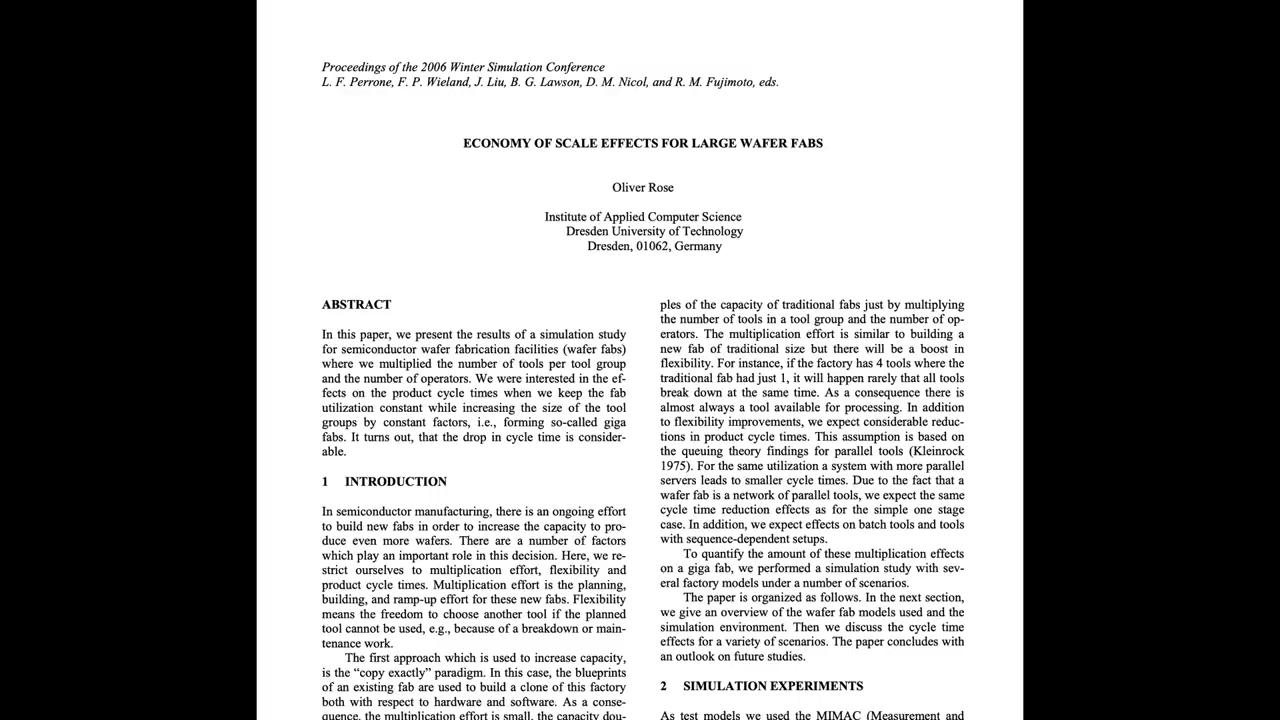 Proceedings of the 2006 Winter Simulation Conference
L. F. Perrone, F. P. Wieland, J. Liu, B. G. Lawson, D. M. Nicol, and R. M. Fujimoto, eds.
ECONOMY OF SCALE EFFECTS FOR LARGE WAFER FABS
Oliver Rose
Institute of Applied Computer Science
Dresden University of Technology
Dresden, 01062, Germany
ABSTRACT
In this paper, we present the results of a simulation study
for semiconductor wafer fabrication facilities (wafer fabs)
where we multiplied the number of tools per tool group
and the number of operators. We were interested in the ef-
fects on the product cycle times when we keep the fab
utilization constant while increasing the size of the tool
groups by constant factors, i.e., forming so-called giga
fabs. It turns out, that the drop in cycle time is consider-
able.
1 INTRODUCTION
In semiconductor manufacturing, there is an ongoing effort
to build new fabs in order to increase the capacity to pro-
duce even more wafers. There are a number of factors
which play an important role in this decision. Here, we re-
strict ourselves to multiplication effort, flexibility and
product cycle times. Multiplication effort is the planning,
building, and ramp-up effort for these new fabs. Flexibility
means the freedom to choose another tool if the planned
tool cannot be used, e.g., because of a breakdown or main-
tenance work.
The first approach which is used to increase capacity,
is the “copy exactly” paradigm. In this case, the blueprints
of an existing fab are used to build a clone of this factory
both with respect to hardware and software. As a conse-
quence, the multiplication effort is small, the capacity dou-
ples of the capacity of traditional fabs just by multiplying
the number of tools in a tool group and the number of op-
erators. The multiplication effort is similar to building a
new fab of traditional size but there will be a boost in
flexibility. For instance, if the factory has 4 tools where the
traditional fab had just 1, it will happen rarely that all tools
break down at the same time. As a consequence there is
almost always a tool available for processing. In addition
to flexibility improvements, we expect considerable reduc-
tions in product cycle times. This assumption is based on
the queuing theory findings for parallel tools (Kleinrock
1975). For the same utilization a system with more parallel
servers leads to smaller cycle times. Due to the fact that a
wafer fab is a network of parallel tools, we expect the same
cycle time reduction effects as for the simple one stage
case. In addition, we expect effects on batch tools and tools
with sequence-dependent setups.
To quantify the amount of these multiplication effects
on a giga fab, we performed a simulation study with sev-
eral factory models under a number of scenarios.
The paper is organized as follows. In the next section,
we give an overview of the wafer fab models used and the
simulation environment. Then we discuss the cycle time
effects for a variety of scenarios. The paper concludes with
an outlook on future studies.
2 SIMULATION EXPERIMENTS
As test models we used the MIMAC (Measurement and